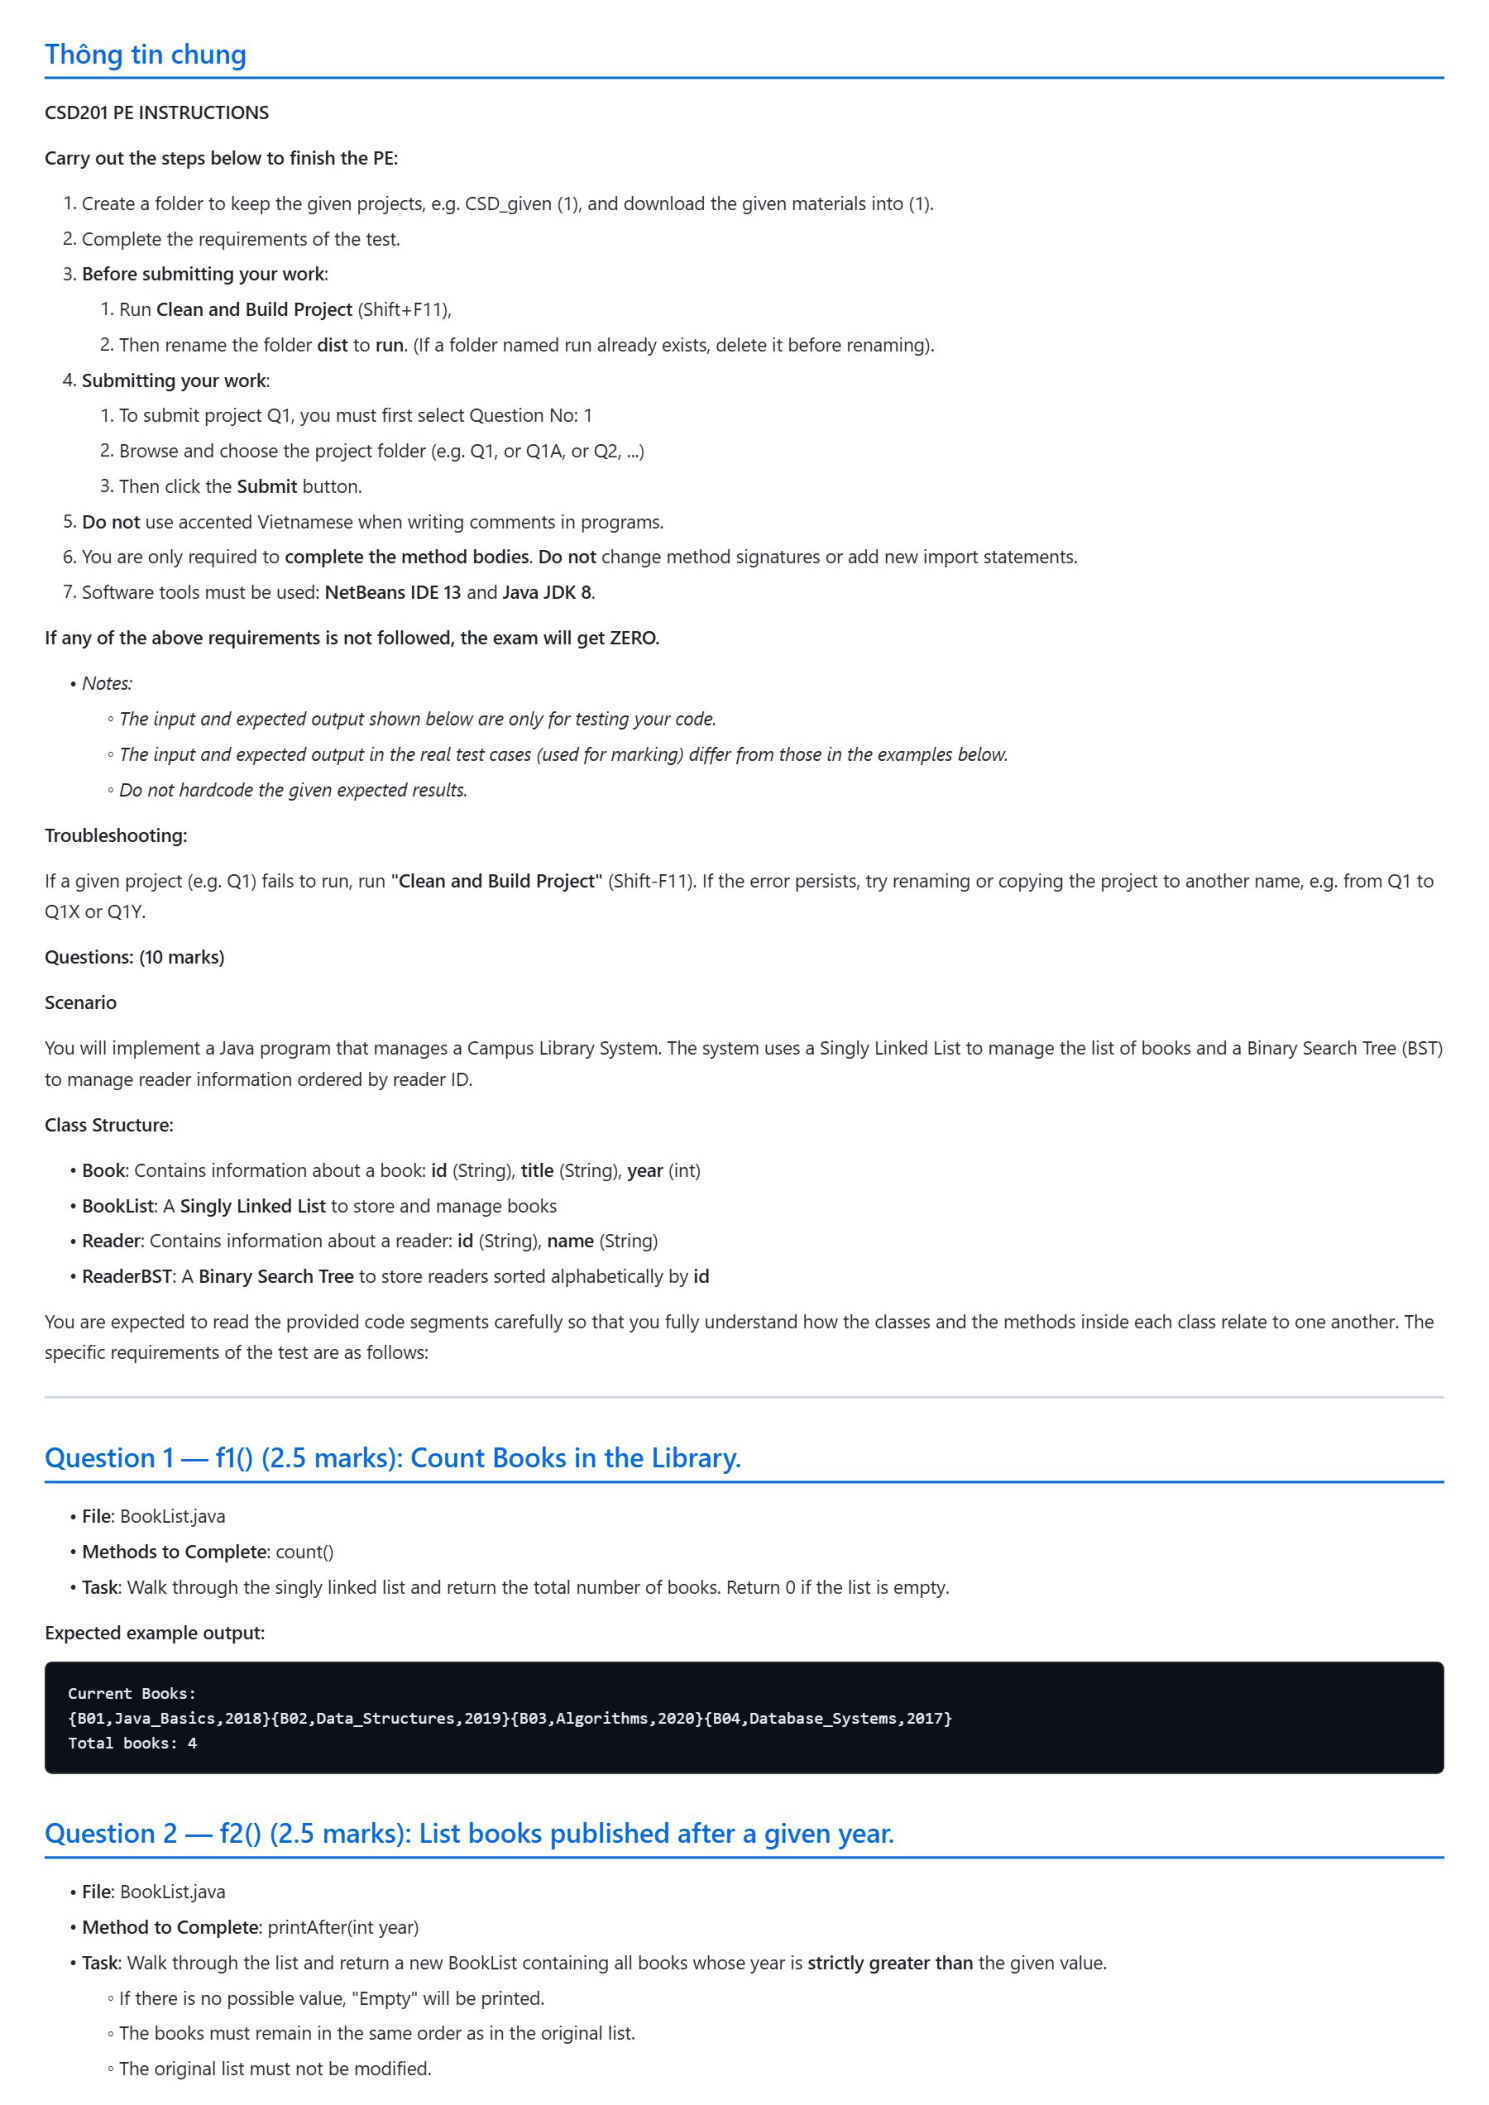 Thông tin chung
CSD201 PE INSTRUCTIONS
Carry out the steps below to finish the PE:
1. Create a folder to keep the given projects, e.g. CSD_given (1), and download the given materials into (1).
2. Complete the requirements of the test.
3. Before submitting your work:
1. Run Clean and Build Project (Shift+F11),
2. Then rename the folder dist to run. (If a folder named run already exists, delete it before renaming).
4. Submitting your work:
1. To submit project Q1, you must first select Question No: 1
2. Browse and choose the project folder (e.g. Q1, or Q1A, or Q2, ...)
3. Then click the Submit button.
5. Do not use accented Vietnamese when writing comments in programs.
6. You are only required to complete the method bodies. Do not change method signatures or add new import statements.
7. Software tools must be used: NetBeans IDE 13 and Java JDK 8.
If any of the above requirements is not followed, the exam will get ZERO.
• Notes:
◦ The input and expected output shown below are only for testing your code.
◦ The input and expected output in the real test cases (used for marking) differ from those in the examples below.
◦ Do not hardcode the given expected results.
Troubleshooting:
If a given project (e.g. Q1) fails to run, run "Clean and Build Project" (Shift-F11). If the error persists, try renaming or copying the project to another name, e.g. from Q1 to
Q1X or Q1Y.
Questions: (10 marks)
Scenario
You will implement a Java program that manages a Campus Library System. The system uses a Singly Linked List to manage the list of books and a Binary Search Tree (BST)
to manage reader information ordered by reader ID.
Class Structure:
• Book: Contains information about a book: id (String), title (String), year (int)
• BookList: A Singly Linked List to store and manage books
• Reader: Contains information about a reader: id (String), name (String)
• ReaderBST: A Binary Search Tree to store readers sorted alphabetically by id
You are expected to read the provided code segments carefully so that you fully understand how the classes and the methods inside each class relate to one another. The
specific requirements of the test are as follows:
Question 1 — f1() (2.5 marks): Count Books in the Library.
• File: BookList.java
• Methods to Complete: count()
• Task: Walk through the singly linked list and return the total number of books. Return 0 if the list is empty.
Expected example output:
Current Books:
{B01,Java_Basics,2018}{B02,Data_Structures,2019}{B03,Algorithms,2020}{B04,Database_Systems,2017}
Total books: 4
Question 2 — f2() (2.5 marks): List books published after a given year.
• File: BookList.java
• Method to Complete: printAfter(int year)
• Task: Walk through the list and return a new BookList containing all books whose year is strictly greater than the given value.
◦ If there is no possible value, "Empty" will be printed.
◦ The books must remain in the same order as in the original list.
◦ The original list must not be modified.